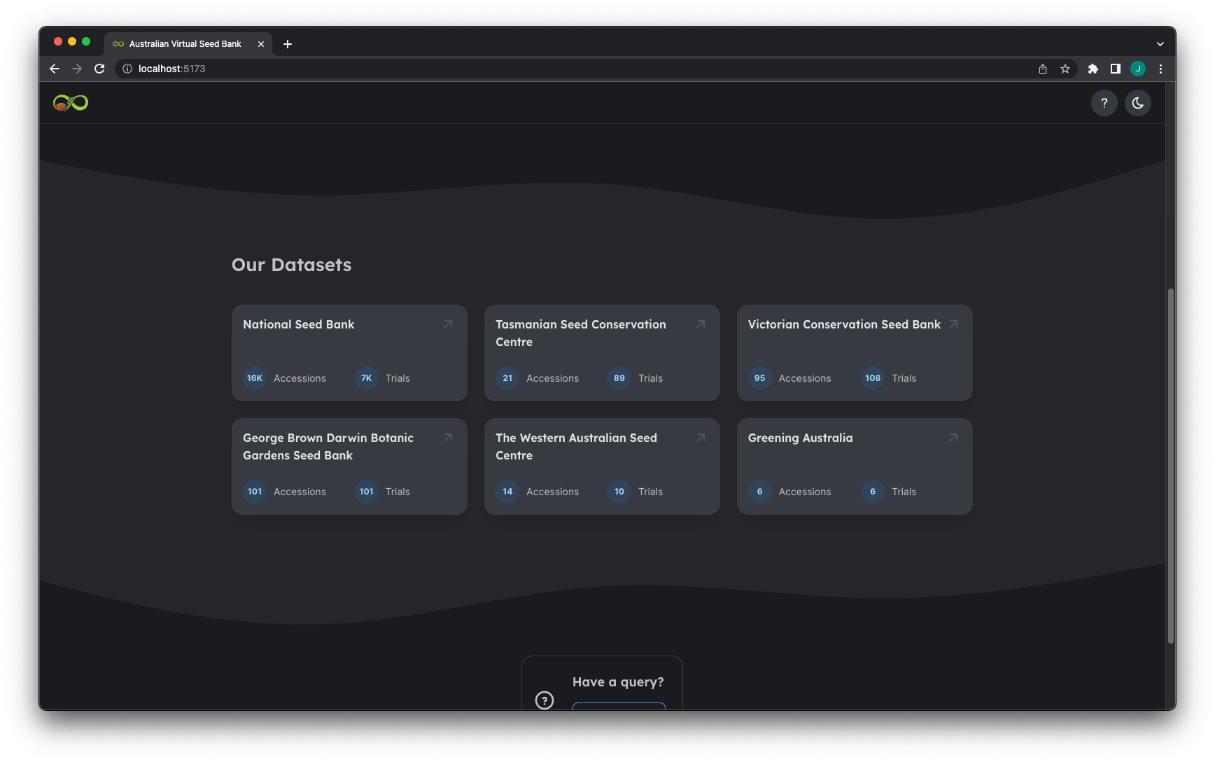 Australian Virtual Seed Bank
localhost:5173
J
?
Our Datasets
National Seed Bank
16K Accessions 7K Trials
Tasmanian Seed Conservation
Centre
21 Accessions 89 Trials
Victorian Conservation Seed Bank
95 Accessions 108 Trials
George Brown Darwin Botanic
Gardens Seed Bank
101 Accessions 101 Trials
The Western Australian Seed
Centre
14 Accessions 10 Trials
Greening Australia
6 Accessions 6 Trials
Have a query?
?